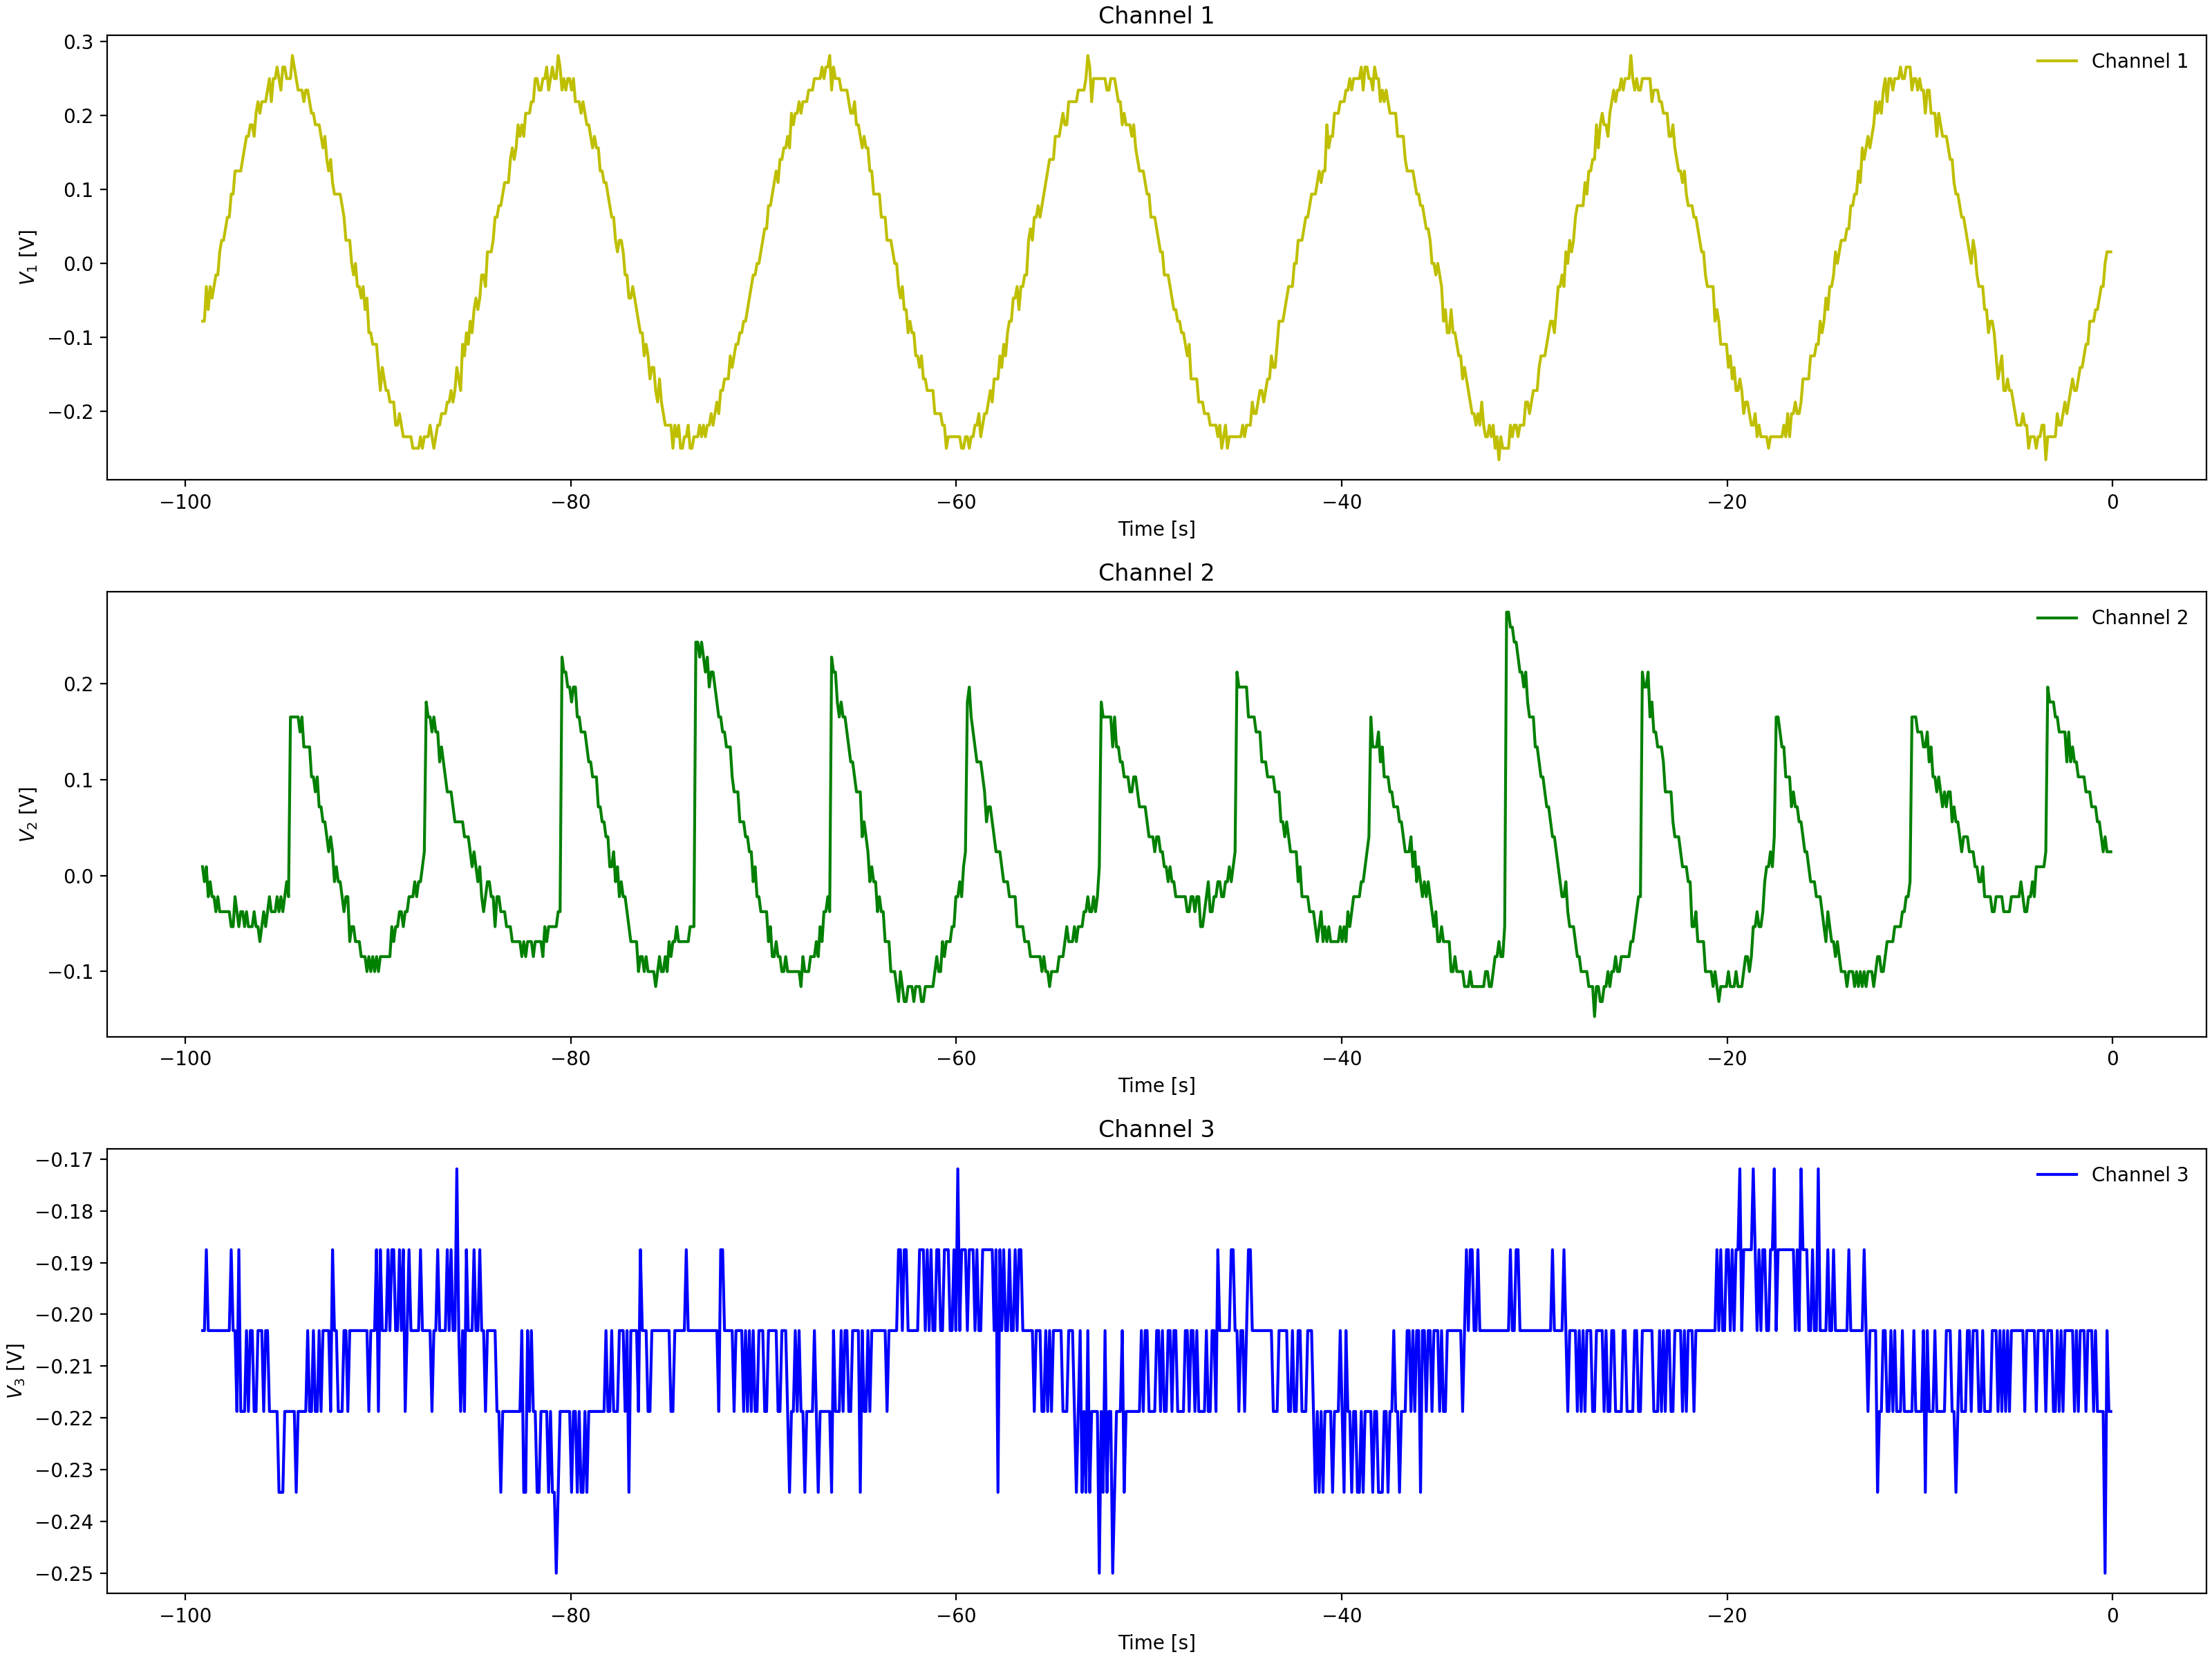 Channel 1
0.3
0.2
0.1
0.0
−0.1
−0.2
V1 [V]
Channel 1
−100 −80 −60 −40 −20 0
Time [s]
Channel 2
0.2
0.1
0.0
−0.1
V2 [V]
Channel 2
−100 −80 −60 −40 −20 0
Time [s]
Channel 3
−0.17
−0.18
−0.19
−0.20
−0.21
−0.22
−0.23
−0.24
−0.25
V3 [V]
Channel 3
−100 −80 −60 −40 −20 0
Time [s]